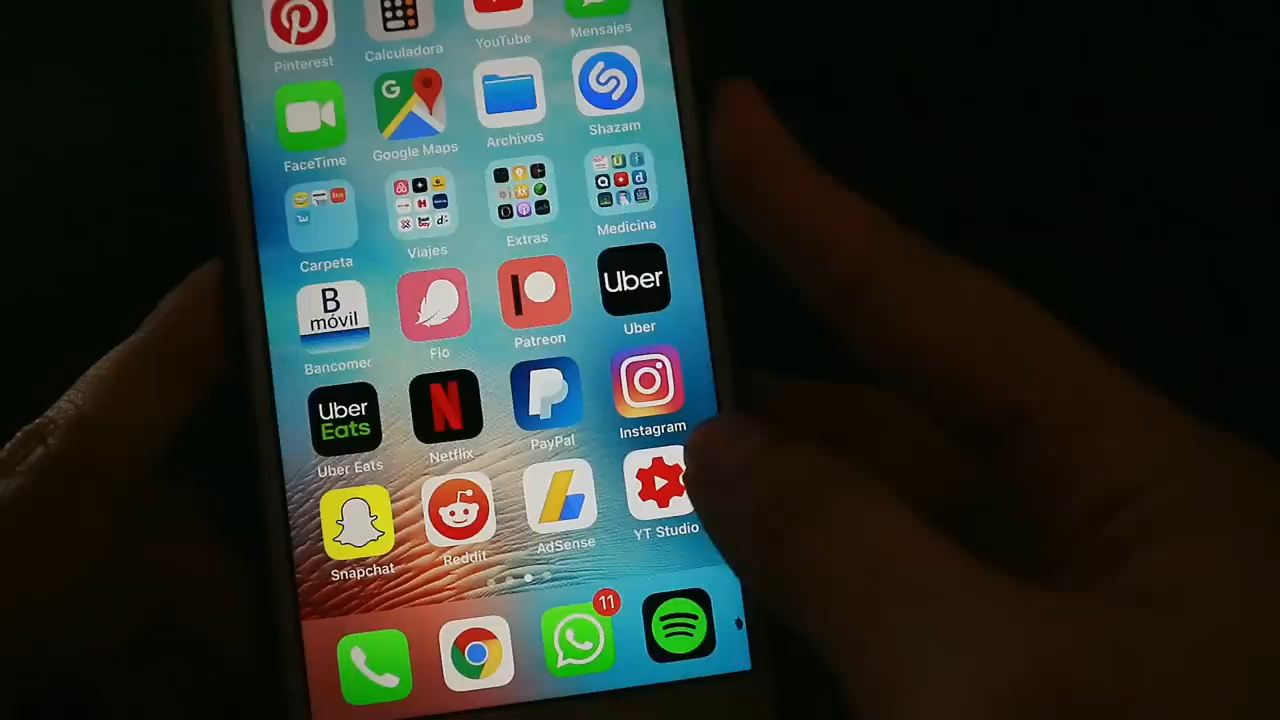 Pinterest
Calculadora
YouTube
Mensajes
FaceTime
G
Google Maps
Archivos
Shazam
Carpeta
Viajes
Extras
Medicina
B
móvil
Bancomer
Flo
Patreon
Uber
Uber
Uber
Eats
Uber Eats
Netflix
PayPal
Instagram
Snapchat
Reddit
AdSense
YT Studio
11